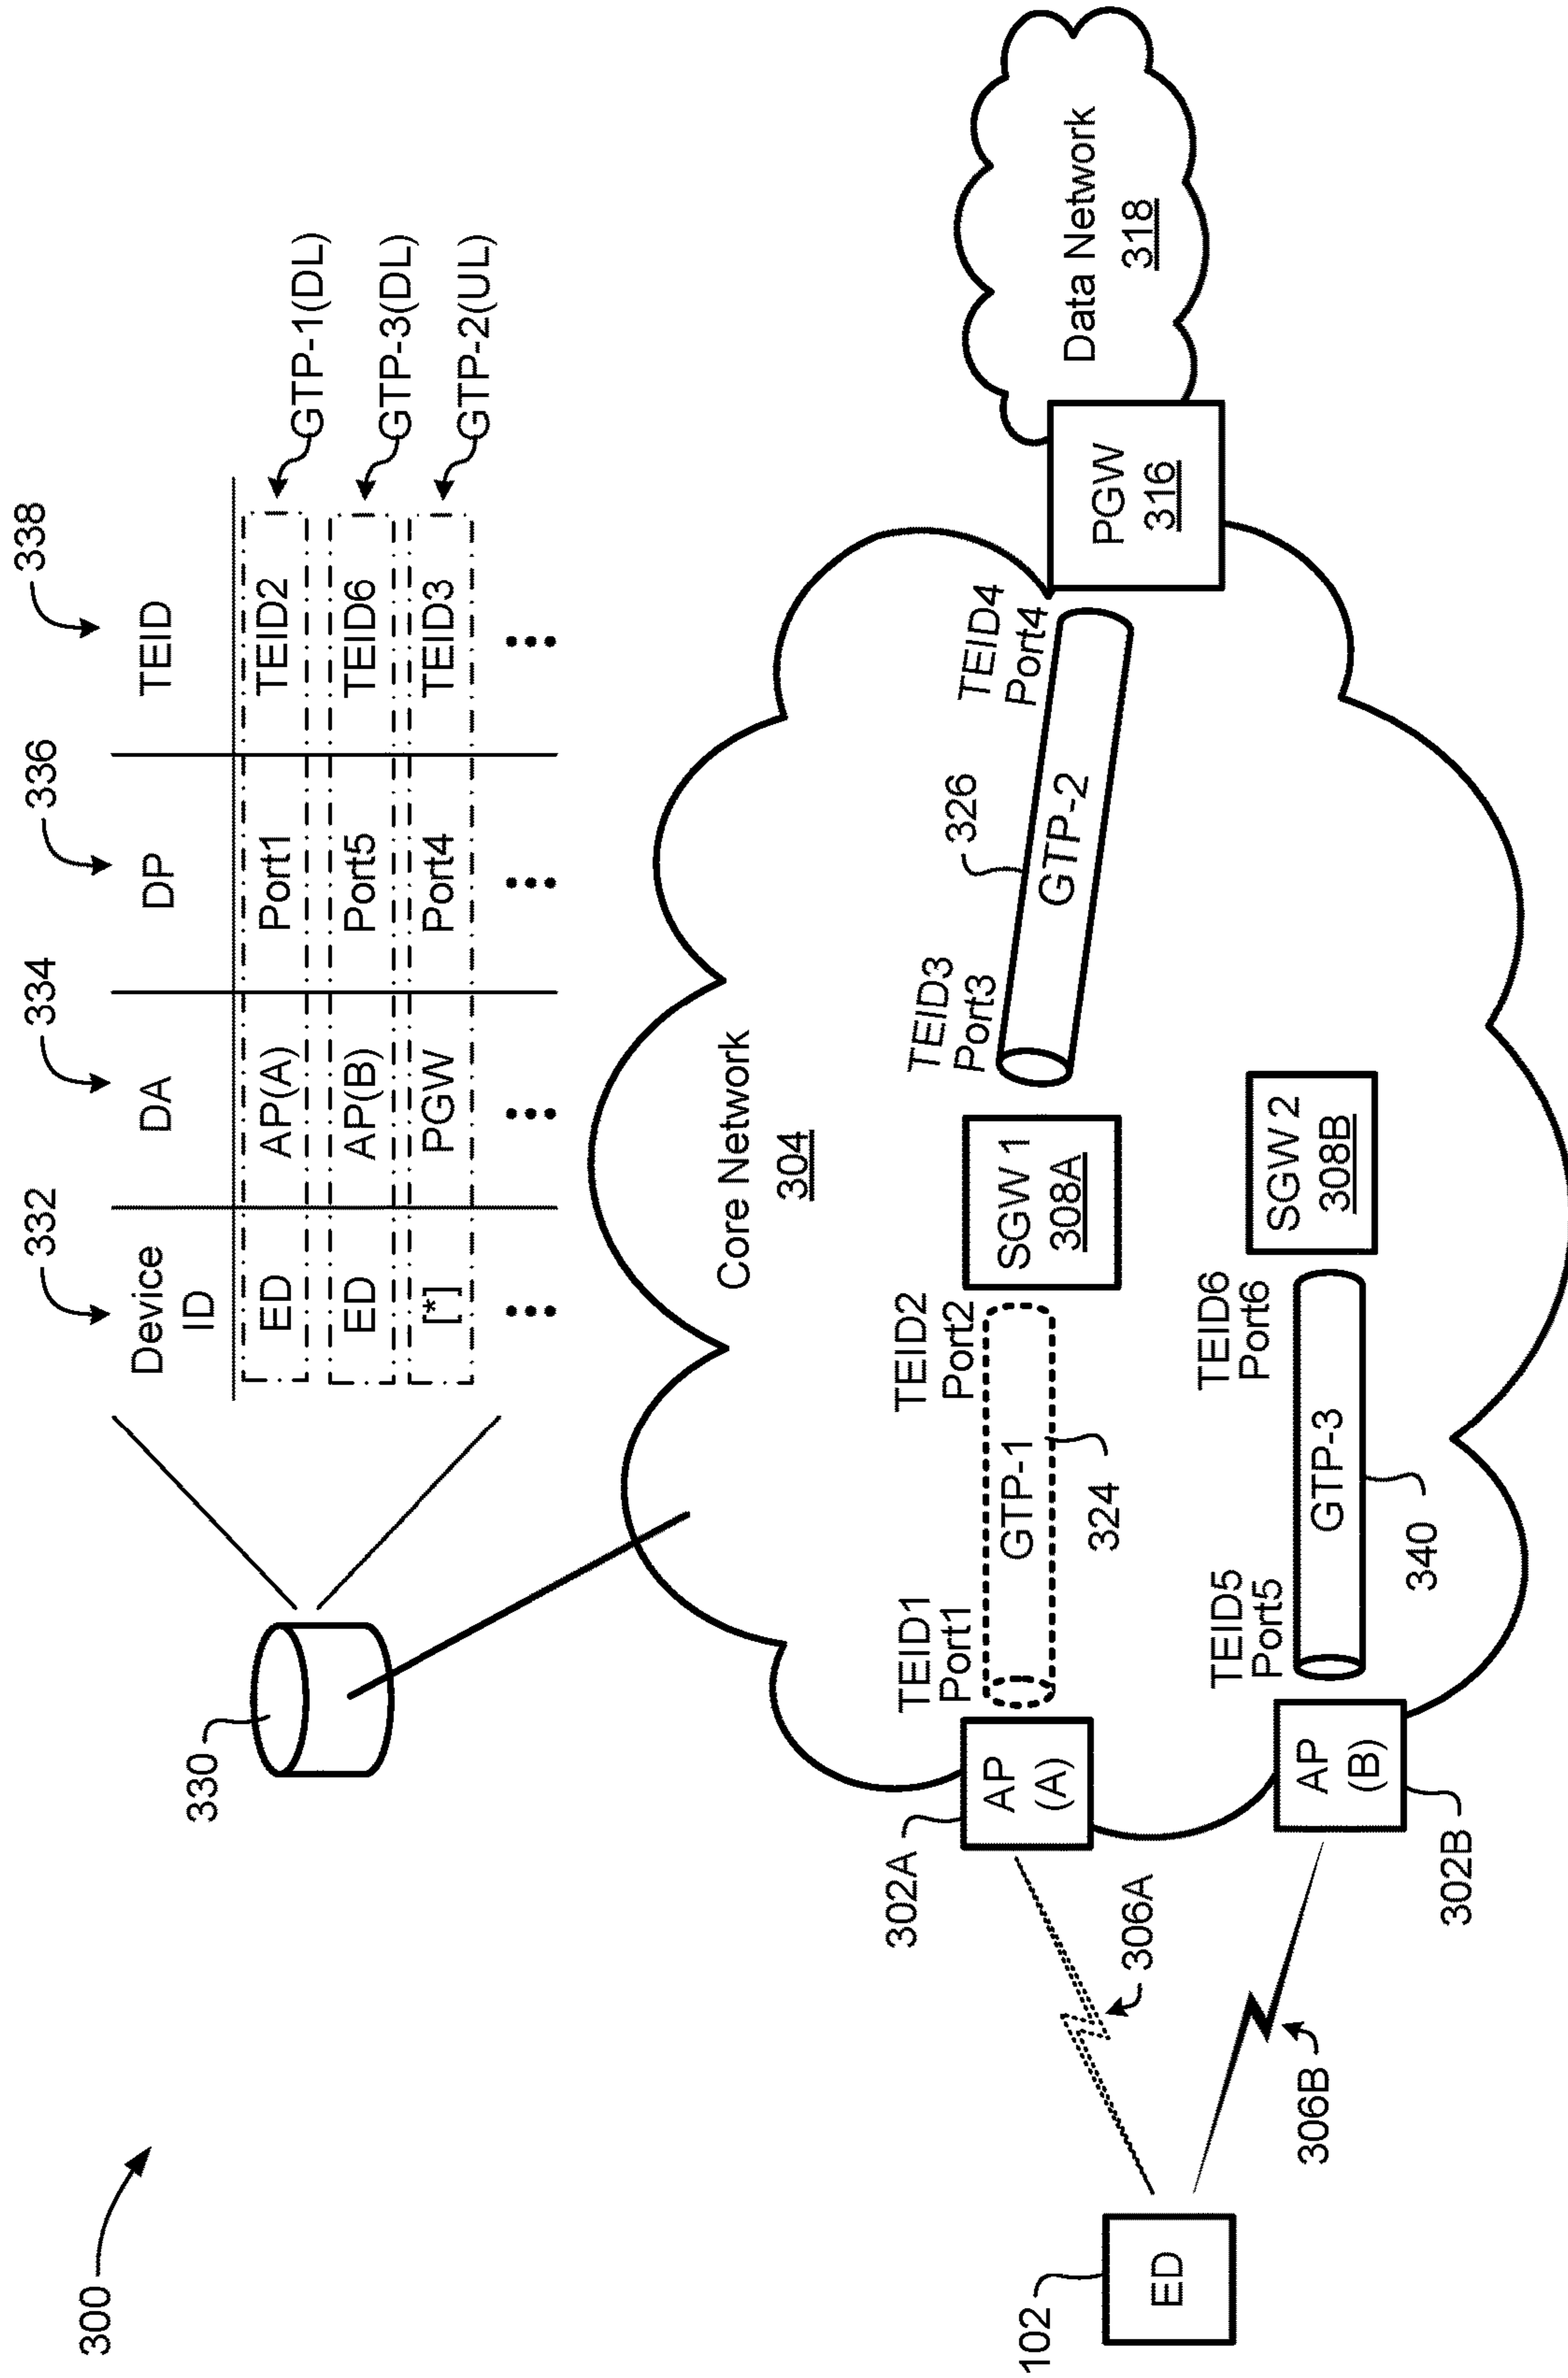 300
330
332
334
336
338
Device
ID
DA
DP
TEID
ED
AP(A)
Port1
TEID2
GTP-1(DL)
ED
AP(B)
Port5
TEID6
GTP-3(DL)
[*]
PGW
Port4
TEID3
GTP-2(UL)
Core Network
304
302A
AP
(A)
TEID1
Port1
GTP-1
324
TEID2
Port2
SGW 1
308A
TEID3
Port3
326
GTP-2
TEID4
Port4
PGW
316
Data Network
318
102
ED
306A
306B
302B
AP
(B)
TEID5
Port5
GTP-3
340
TEID6
Port6
SGW 2
308B